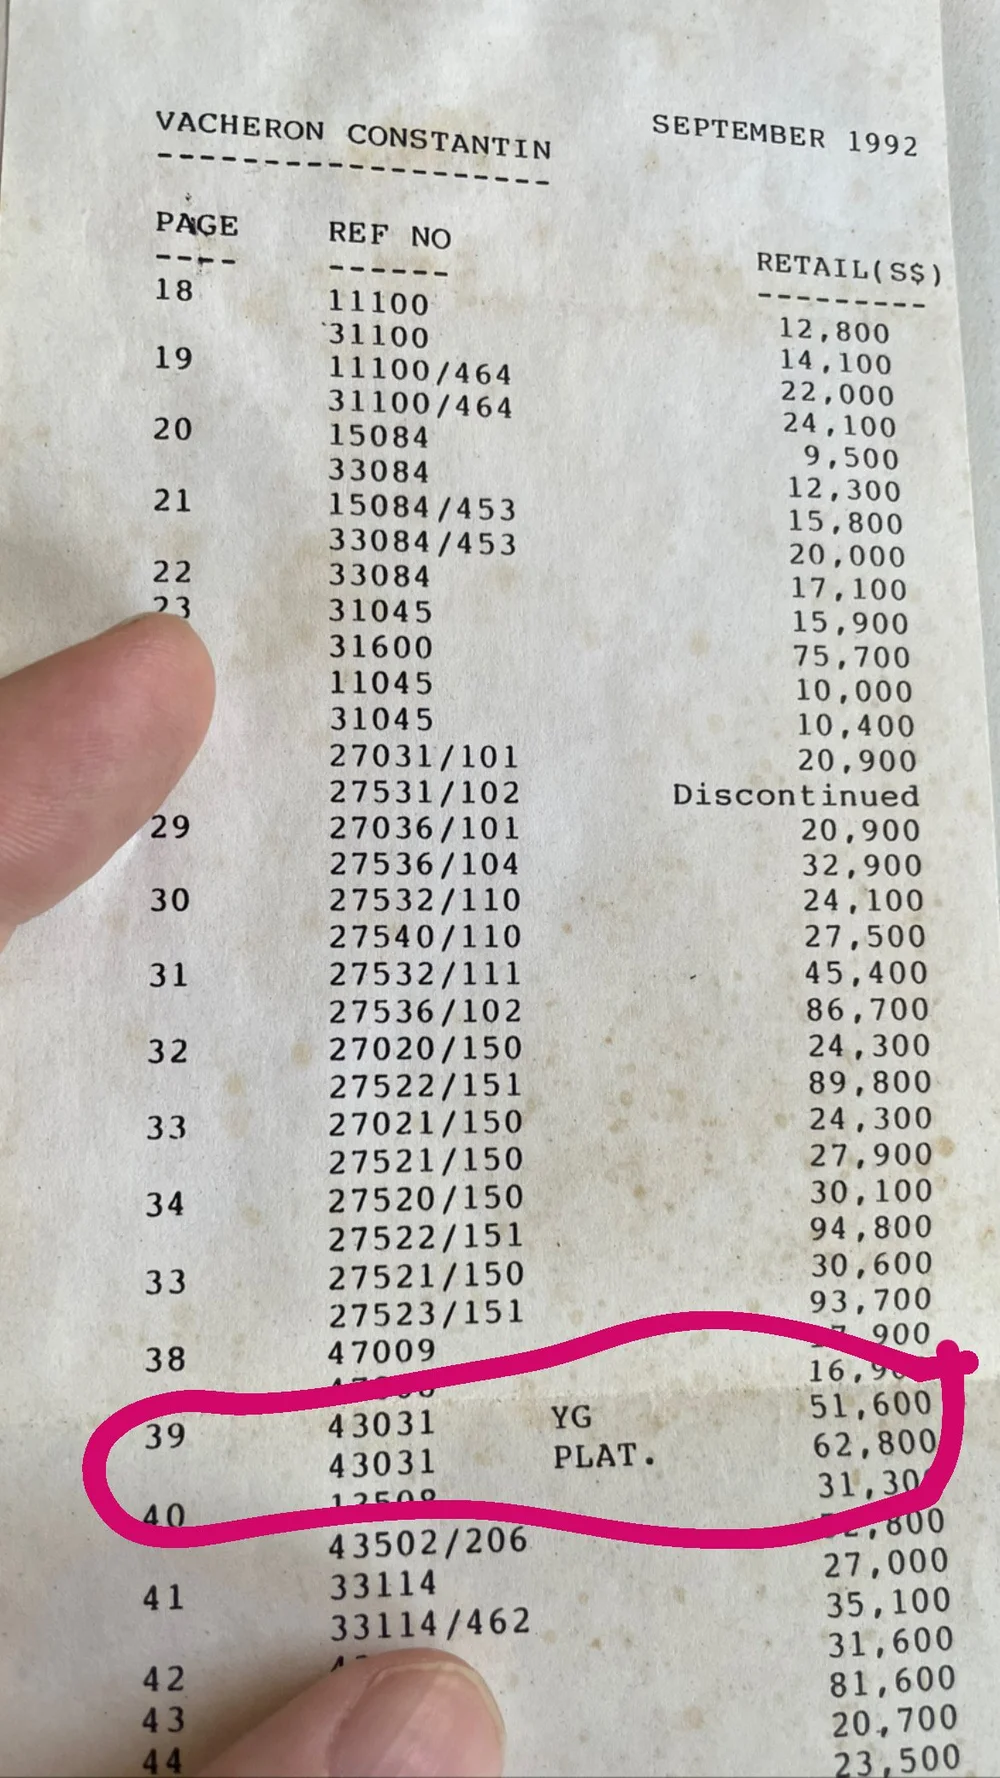 VACHERON CONSTANTIN SEPTEMBER 1992
PAGE REF NO RETAIL(S$)
18 11100 12,800
31100 14,100
19 11100/464 22,000
31100/464 24,100
20 15084 9,500
33084 12,300
21 15084/453 15,800
33084/453 20,000
22 33084 17,100
23 31045 15,900
31600 75,700
11045 10,000
31045 10,400
27031/101 20,900
27531/102 Discontinued
29 27036/101 20,900
27536/104 32,900
30 27532/110 24,100
27540/110 27,500
31 27532/111 45,400
27536/102 86,700
32 27020/150 24,300
27522/151 89,800
33 27021/150 24,300
27521/150 27,900
34 27520/150 30,100
27522/151 94,800
33 27521/150 30,600
27523/151 93,700
38 47009
39 43031 YG 51,600
43031 PLAT. 62,800
40 31,300
43502/206
41 33114 27,000
33114/462 35,100
42 31,600
43 81,600
44 20,700
23,500